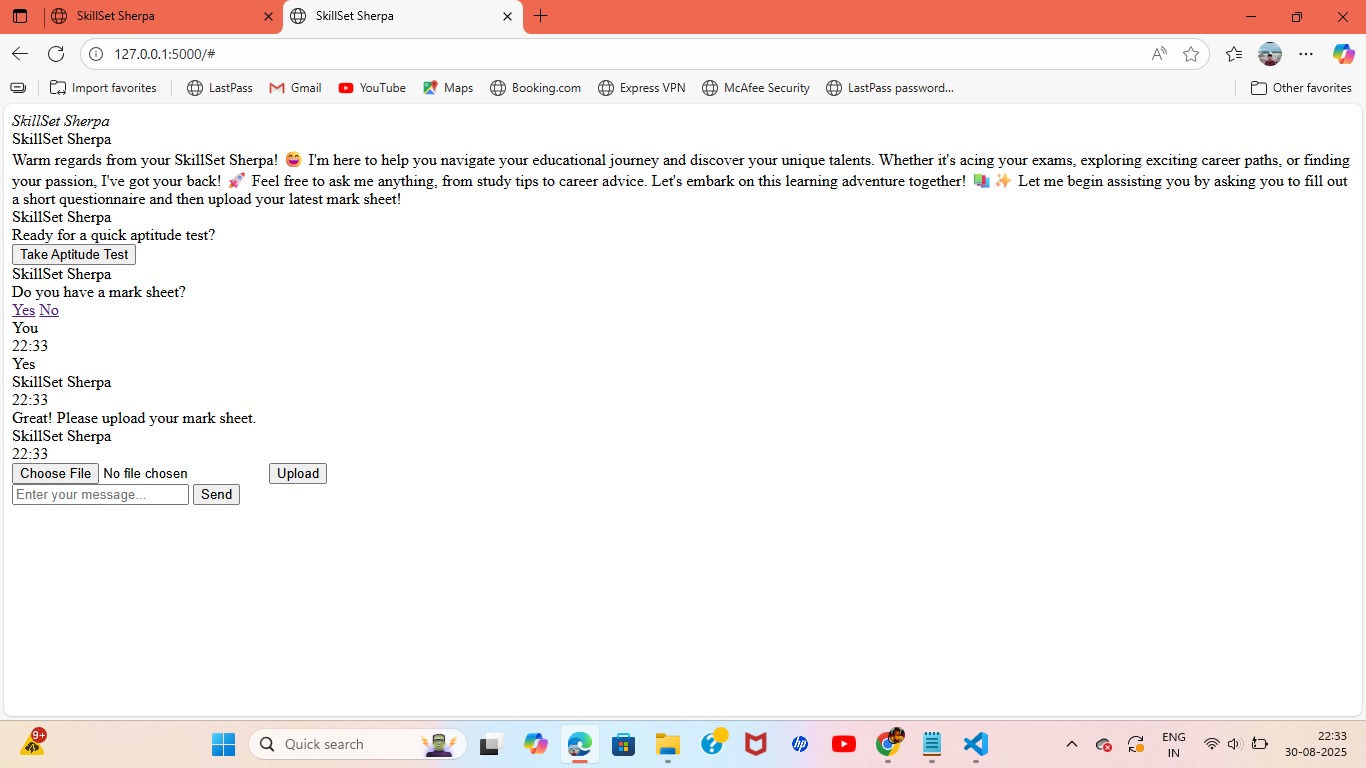 SkillSet Sherpa
SkillSet Sherpa
127.0.0.1:5000/#
Import favorites LastPass Gmail YouTube Maps Booking.com Express VPN McAfee Security LastPass password... Other favorites
SkillSet Sherpa
SkillSet Sherpa
Warm regards from your SkillSet Sherpa! 😄 I'm here to help you navigate your educational journey and discover your unique talents. Whether it's acing your exams, exploring exciting career paths, or finding
your passion, I've got your back! 🚀 Feel free to ask me anything, from study tips to career advice. Let's embark on this learning adventure together! 📚✨ Let me begin assisting you by asking you to fill out
a short questionnaire and then upload your latest mark sheet!
SkillSet Sherpa
Ready for a quick aptitude test?
Take Aptitude Test
SkillSet Sherpa
Do you have a mark sheet?
Yes No
You
22:33
Yes
SkillSet Sherpa
22:33
Great! Please upload your mark sheet.
SkillSet Sherpa
22:33
Choose File No file chosen Upload
Enter your message... Send
9+
Quick search
ENG
IN
22:33
30-08-2025